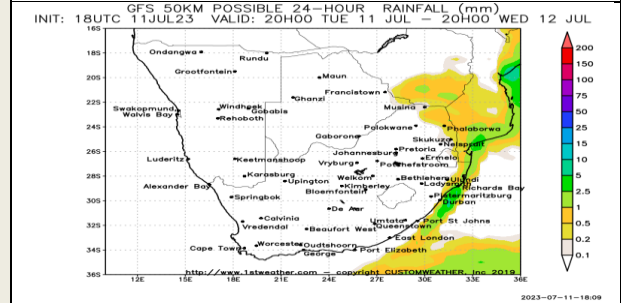 GFS 50KM POSSIBLE 24-HOUR RAINFALL (mm)
INIT: 18UTC 11JUL23 VALID: 20H00 TUE 11 JUL - 20H00 WED 12 JUL
16S
18S
20S
22S
24S
26S
28S
30S
32S
34S
36S
Ondangwa
Rundu
Grootfontein
Maun
Francistown
Ghanzi
Musina
Swakopmund
Windhoek
Gobabis
Walvis Bay
Rehoboth
Polokwane
Phalaborwa
Gaborone
Skukuza
Nelspruit
Johannesburg
Pretoria
Luderitz
Keetmanshoop
Vryburg
Potchefstroom
Ermelo
Karasburg
Upington
Welkom
Bethlehem
Ulundi
Alexander Bay
Kimberley
Ladysmith
Richards Bay
Bloemfontein
Springbok
Pietermaritzburg
Durban
De Aar
Calvinia
Umtata
Port St Johns
Vredendal
Queenstown
Beaufort West
East London
Cape Town
Worcester
Oudtshoorn
George
Port Elizabeth
http://www.1stweather.com - copyright CUSTOMWEATHER, Inc 2019
12E 15E 18E 21E 24E 27E 30E 33E 36E
200
150
100
75
50
25
15
10
5
2.5
1
0.5
0.2
0.1
2023-07-11-18:09